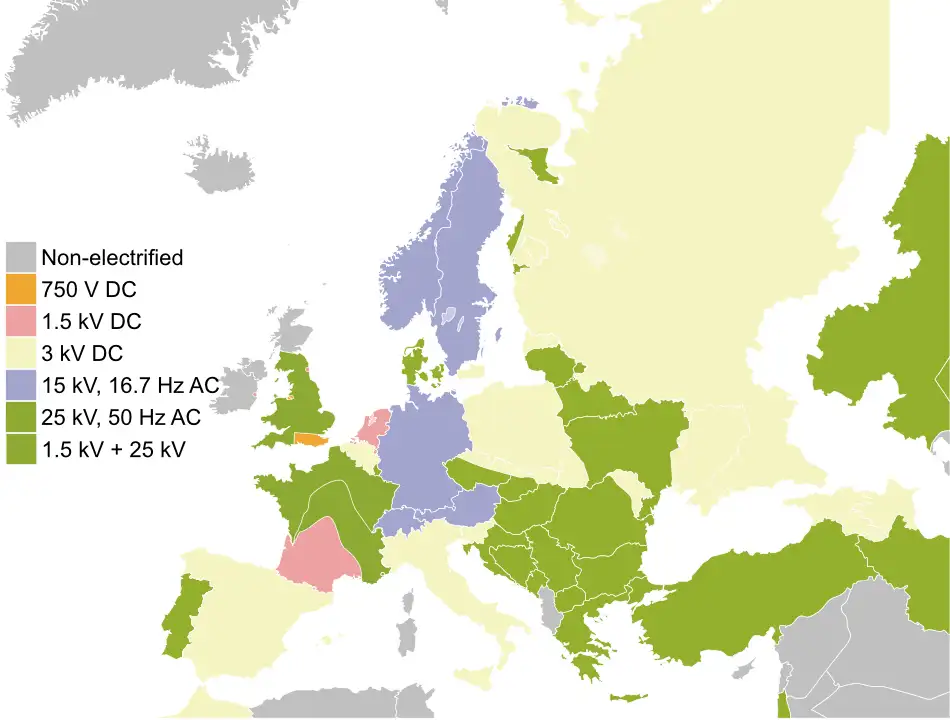 Non-electrified
750 V DC
1.5 kV DC
3 kV DC
15 kV, 16.7 Hz AC
25 kV, 50 Hz AC
1.5 kV + 25 kV